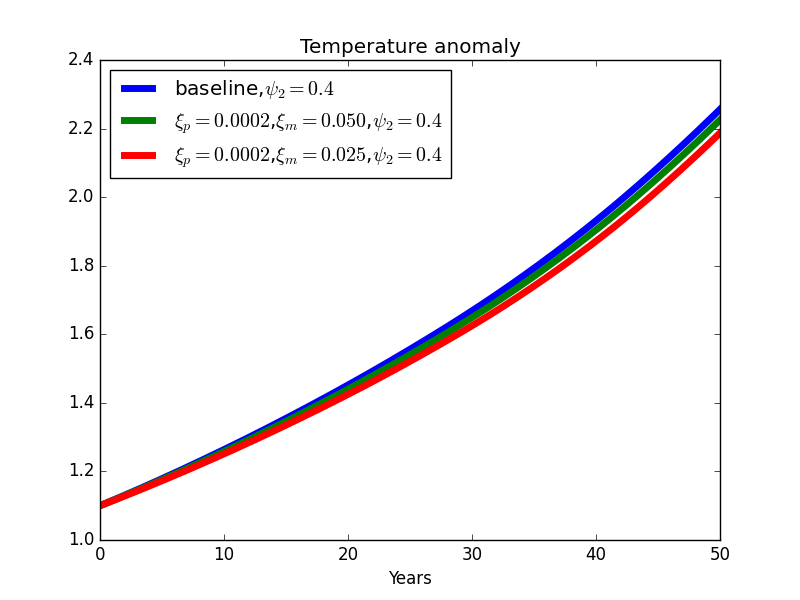 Temperature anomaly
2.4
2.2
2.0
1.8
1.6
1.4
1.2
1.0
baseline,ψ₂ = 0.4
ξₚ = 0.0002,ξₘ = 0.050,ψ₂ = 0.4
ξₚ = 0.0002,ξₘ = 0.025,ψ₂ = 0.4
0 10 20 30 40 50
Years